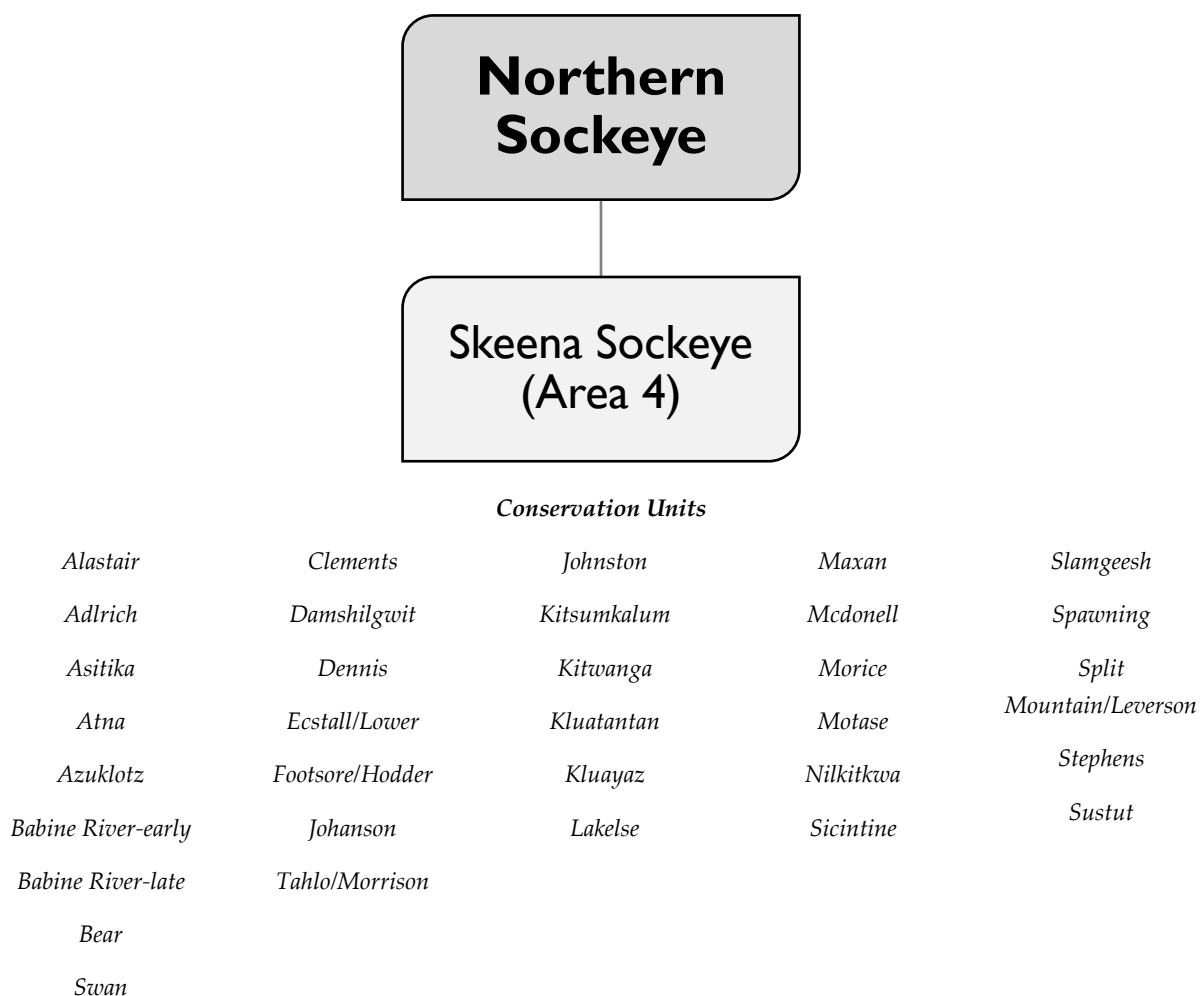 Northern
Sockeye
Skeena Sockeye
(Area 4)
Conservation Units
Alastair
Adlrich
Asitika
Atna
Azuklotz
Babine River-early
Babine River-late
Bear
Swan
Clements
Damshilgwit
Dennis
Ecstall/Lower
Footsore/Hodder
Johanson
Tahlo/Morrison
Johnston
Kitsumkalum
Kitwanga
Kluatantan
Kluayaz
Lakelse
Maxan
Mcdonell
Morice
Motase
Nilkitkwa
Sicintine
Slamgeesh
Spawning
Split
Mountain/Leverson
Stephens
Sustut